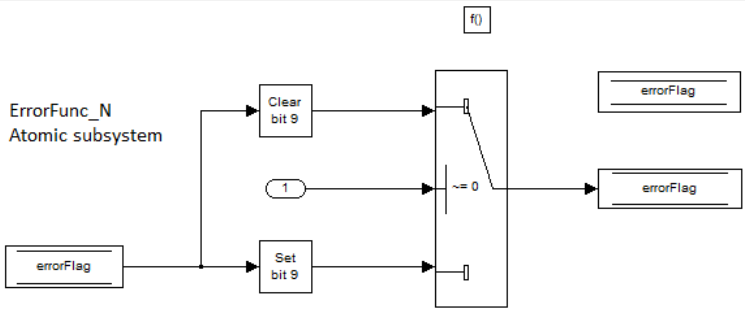 f()
errorFlag
ErrorFunc_N
Atomic subsystem
Clear
bit 9
1
~= 0
errorFlag
errorFlag
Set
bit 9